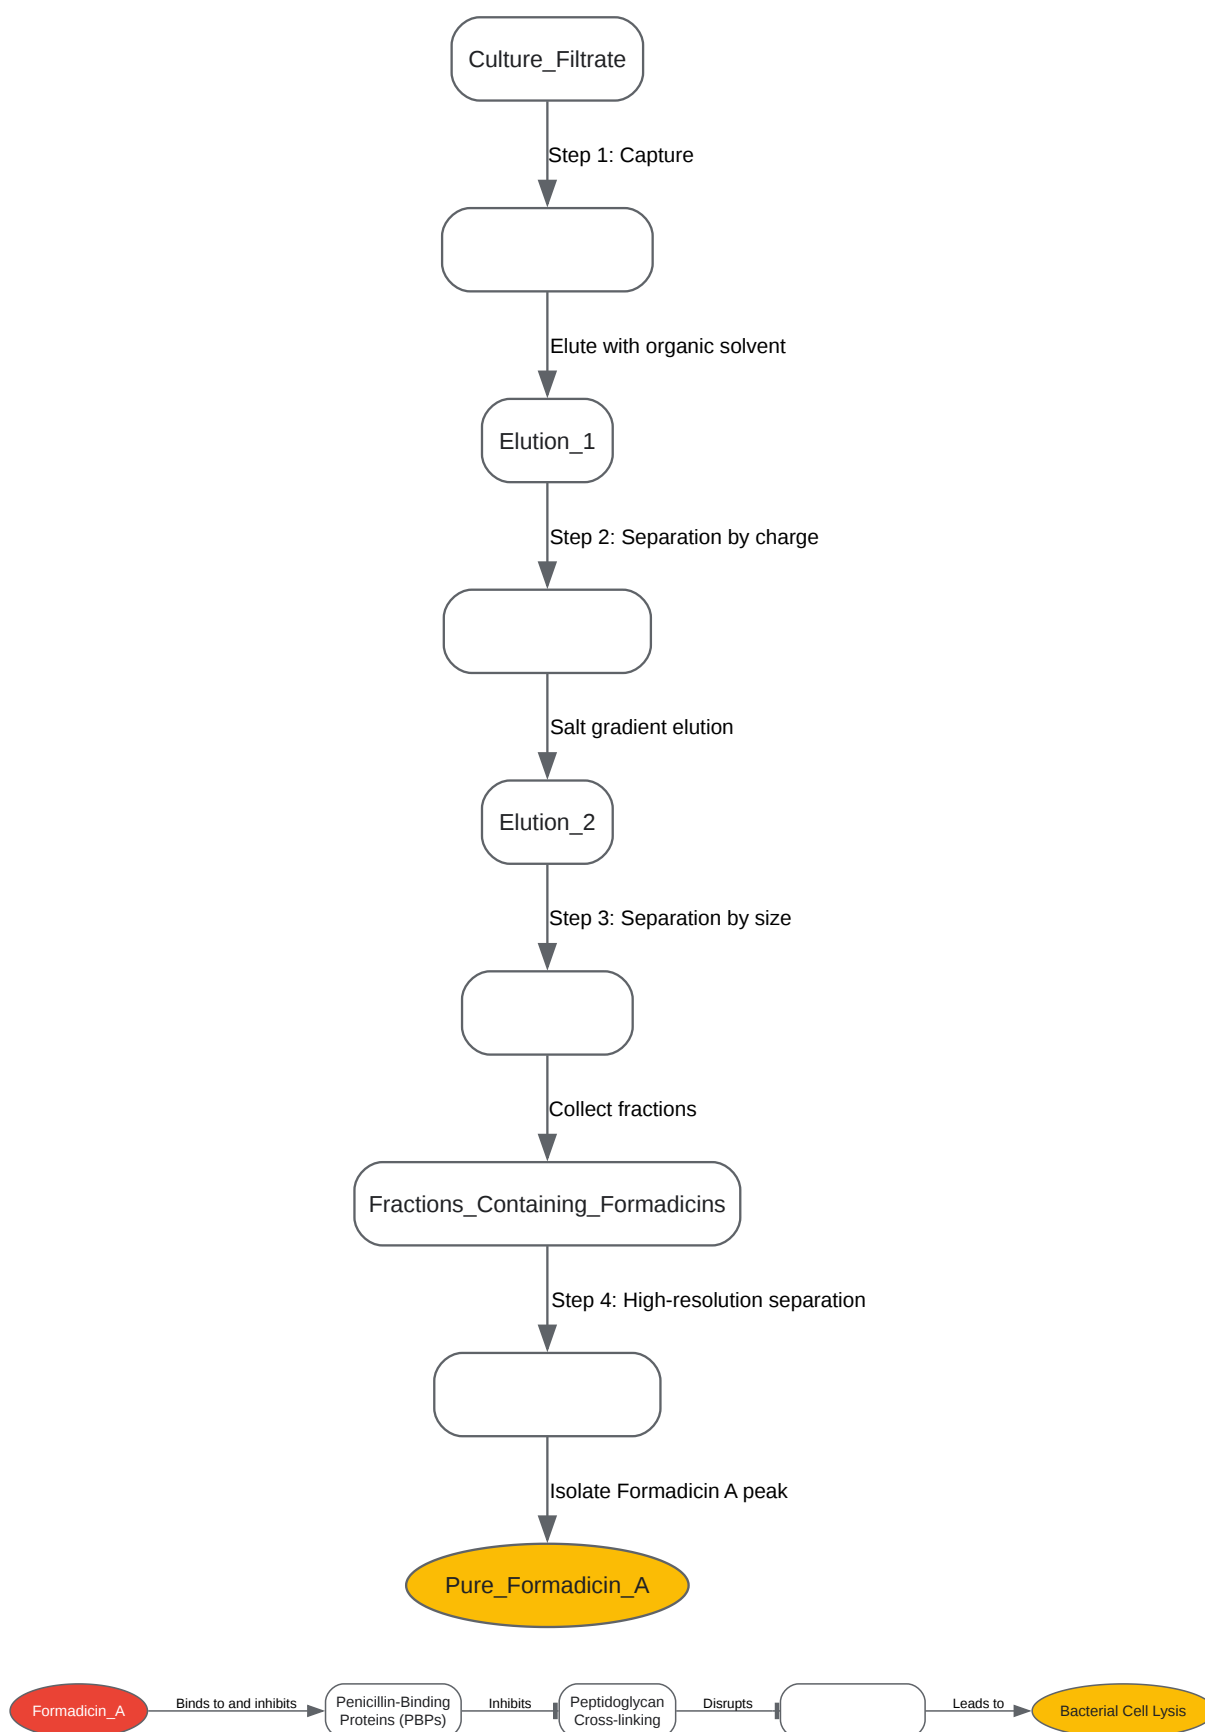 Culture_Filtrate
Step 1: Capture
Elute with organic solvent
Elution_1
Step 2: Separation by charge
Salt gradient elution
Elution_2
Step 3: Separation by size
Collect fractions
Fractions_Containing_Formadicins
Step 4: High-resolution separation
Isolate Formadicin A peak
Pure_Formadicin_A
Formadicin_A
Binds to and inhibits
Penicillin-Binding
Proteins (PBPs)
Inhibits
Peptidoglycan
Cross-linking
Disrupts
Leads to
Bacterial Cell Lysis